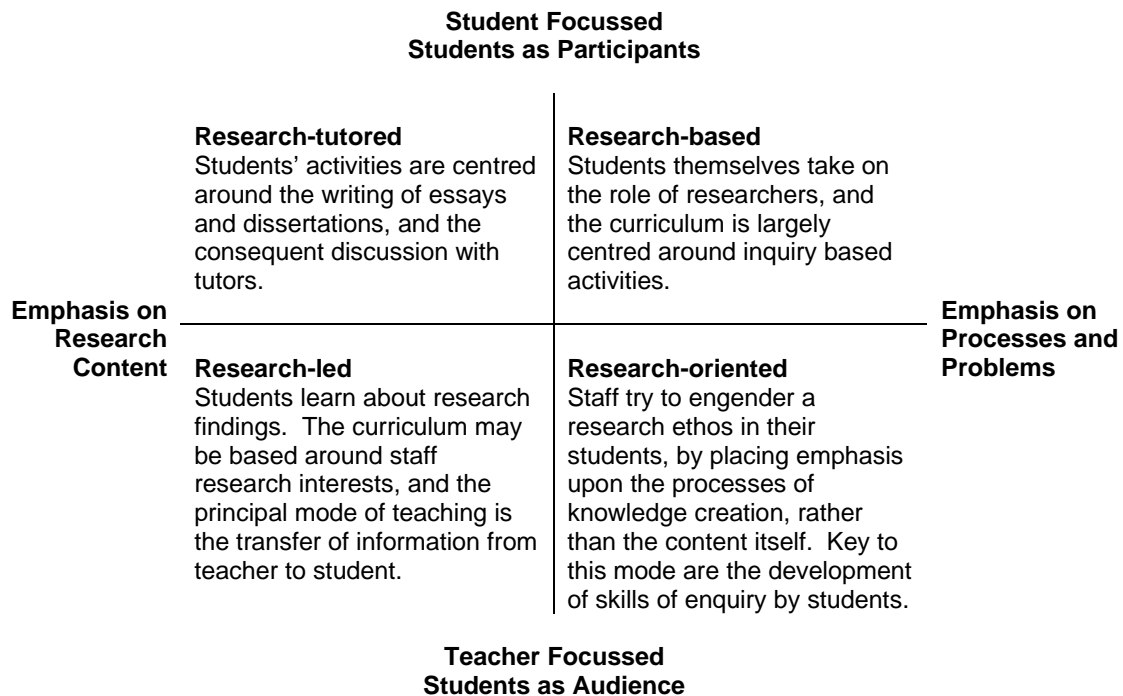 Student Focussed
Students as Participants
Research-tutored
Students’ activities are centred
around the writing of essays
and dissertations, and the
consequent discussion with
tutors.
Research-based
Students themselves take on
the role of researchers, and
the curriculum is largely
centred around inquiry based
activities.
Emphasis on
Research
Content
Emphasis on
Processes and
Problems
Research-led
Students learn about research
findings.  The curriculum may
be based around staff
research interests, and the
principal mode of teaching is
the transfer of information from
teacher to student.
Research-oriented
Staff try to engender a
research ethos in their
students, by placing emphasis
upon the processes of
knowledge creation, rather
than the content itself.  Key to
this mode are the development
of skills of enquiry by students.
Teacher Focussed
Students as Audience